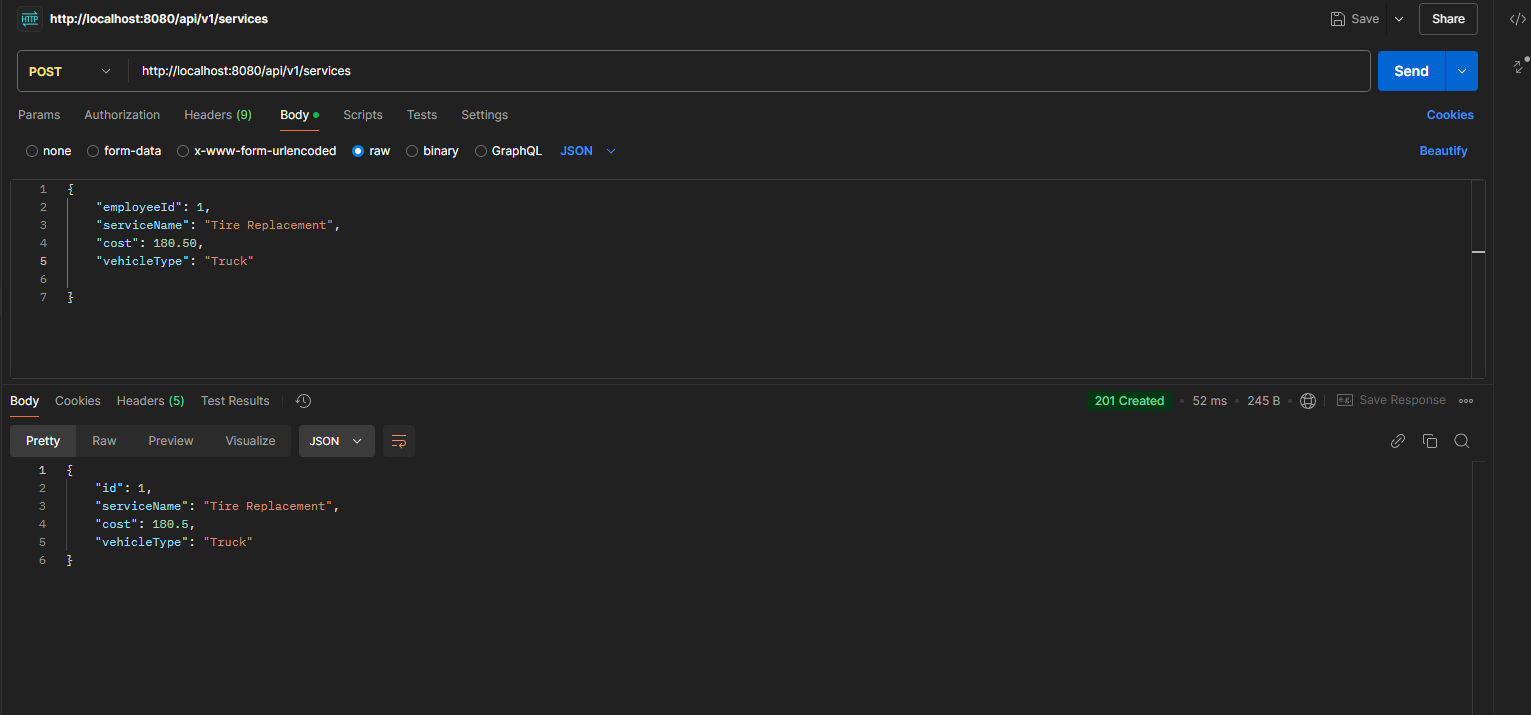 HTTP http://localhost:8080/api/v1/services Save Share
POST http://localhost:8080/api/v1/services Send
Params Authorization Headers (9) Body Scripts Tests Settings Cookies
none form-data x-www-form-urlencoded raw binary GraphQL JSON Beautify
1 {
2 "employeeId": 1,
3 "serviceName": "Tire Replacement",
4 "cost": 180.50,
5 "vehicleType": "Truck"
6
7 }
Body Cookies Headers (5) Test Results 201 Created • 52 ms • 245 B • e.g. Save Response
Pretty Raw Preview Visualize JSON
1 {
2 "id": 1,
3 "serviceName": "Tire Replacement",
4 "cost": 180.5,
5 "vehicleType": "Truck"
6 }